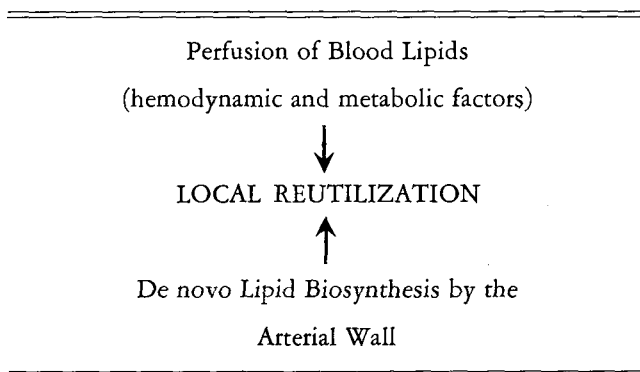 Perfusion of Blood Lipids
(hemodynamic and metabolic factors)
LOCAL REUTILIZATION
De novo Lipid Biosynthesis by the
Arterial Wall